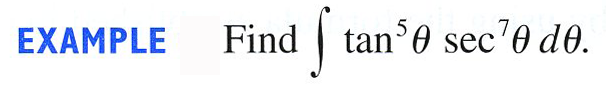 EXAMPLE Find ∫ tan⁵θ sec⁷θ dθ.